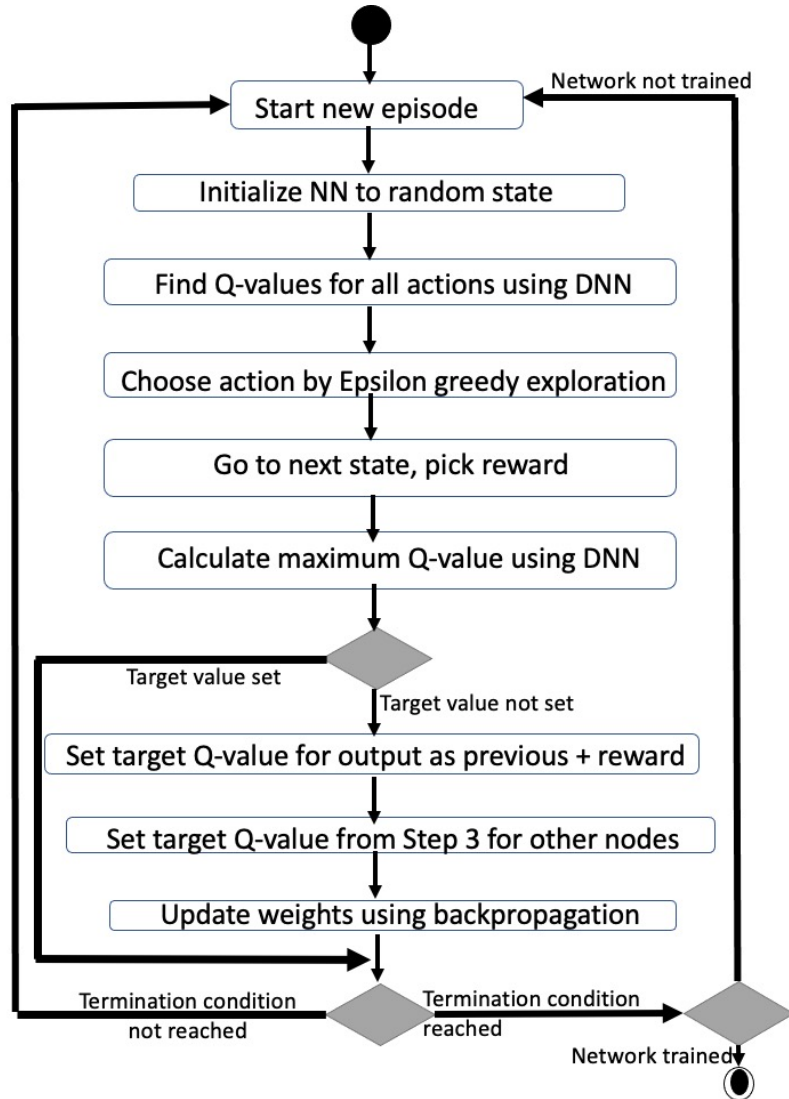 Network not trained
Start new episode
Initialize NN to random state
Find Q-values for all actions using DNN
Choose action by Epsilon greedy exploration
Go to next state, pick reward
Calculate maximum Q-value using DNN
Target value set
Target value not set
Set target Q-value for output as previous + reward
Set target Q-value from Step 3 for other nodes
Update weights using backpropagation
Termination condition
not reached
Termination condition
reached
Network trained